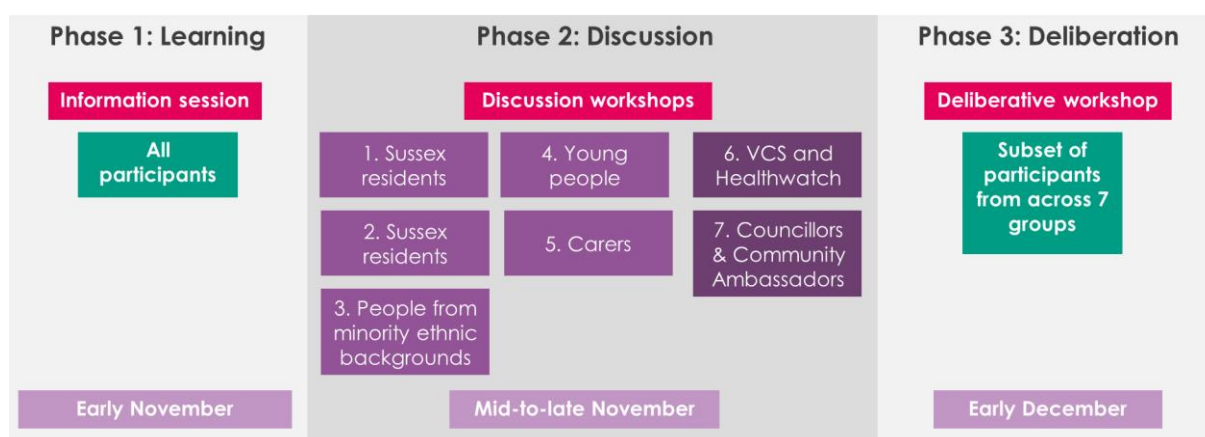 Phase 1: Learning
Information session
All
participants
Early November
Phase 2: Discussion
Discussion workshops
1. Sussex
residents
2. Sussex
residents
3. People from
minority ethnic
backgrounds
4. Young
people
5. Carers
6. VCS and
Healthwatch
7. Councillors
& Community
Ambassadors
Mid-to-late November
Phase 3: Deliberation
Deliberative workshop
Subset of
participants
from across 7
groups
Early December